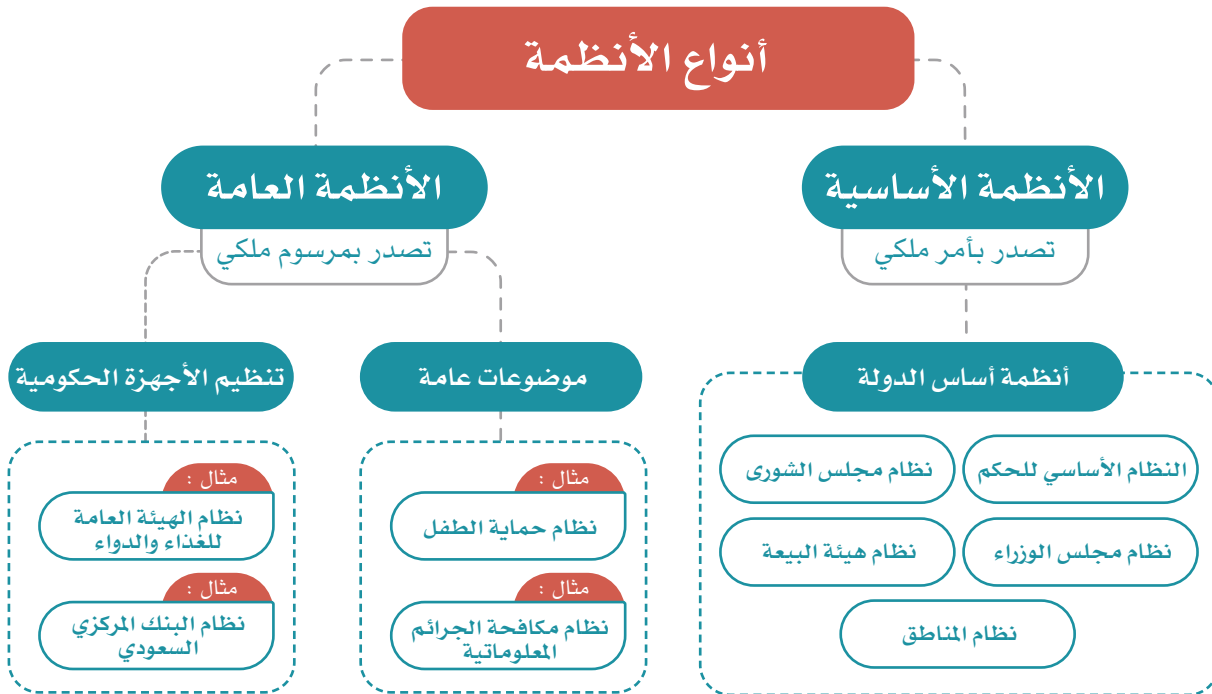 أنواع الأنظمة
الأنظمة الأساسية
تصدر بأمر ملكي
أنظمة أساس الدولة
النظام الأساسي للحكم
نظام مجلس الشورى
نظام مجلس الوزراء
نظام هيئة البيعة
نظام المناطق
الأنظمة العامة
تصدر بمرسوم ملكي
موضوعات عامة
مثال :
نظام حماية الطفل
مثال :
نظام مكافحة الجرائم
المعلوماتية
تنظيم الأجهزة الحكومية
مثال :
نظام الهيئة العامة
للغذاء والدواء
مثال :
نظام البنك المركزي
السعودي